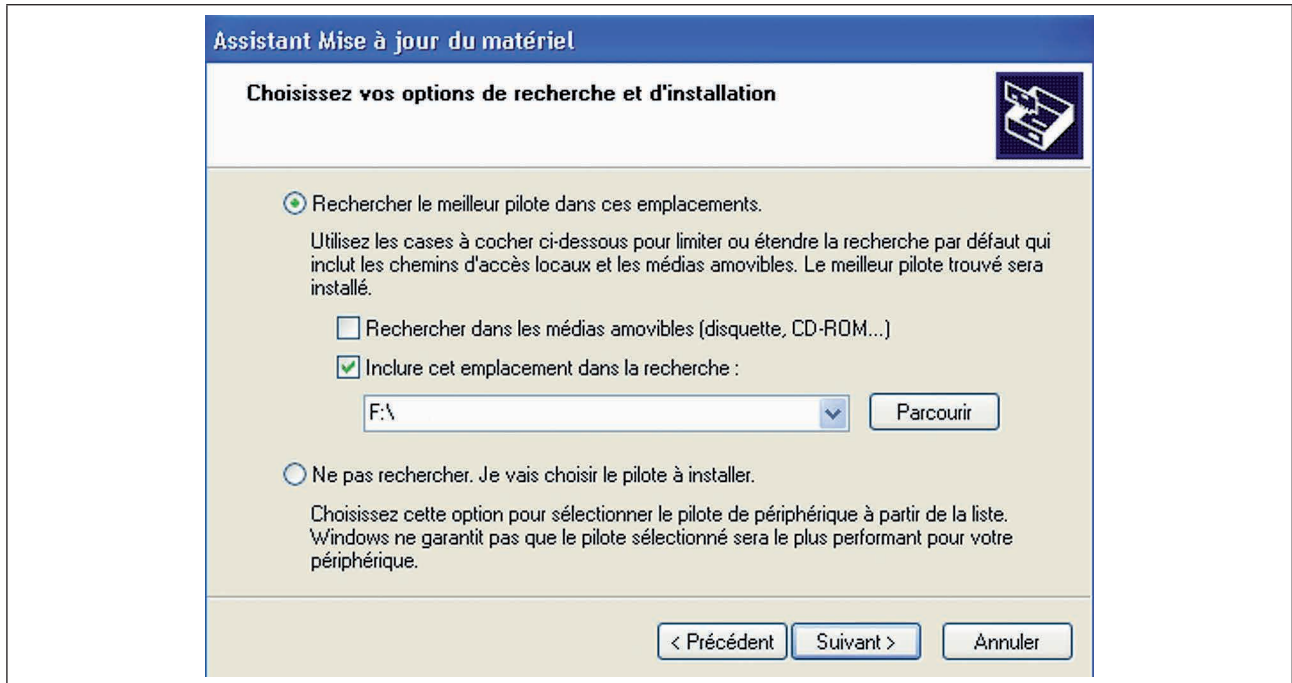 Assistant Mise à jour du matériel
Choisissez vos options de recherche et d'installation
Rechercher le meilleur pilote dans ces emplacements.
Utilisez les cases à cocher ci-dessous pour limiter ou étendre la recherche par défaut qui
inclut les chemins d'accès locaux et les médias amovibles. Le meilleur pilote trouvé sera
installé.
Rechercher dans les médias amovibles (disquette, CD-ROM...)
Inclure cet emplacement dans la recherche :
F:\
Parcourir
Ne pas rechercher. Je vais choisir le pilote à installer.
Choisissez cette option pour sélectionner le pilote de périphérique à partir de la liste.
Windows ne garantit pas que le pilote sélectionné sera le plus performant pour votre
périphérique.
< Précédent
Suivant >
Annuler